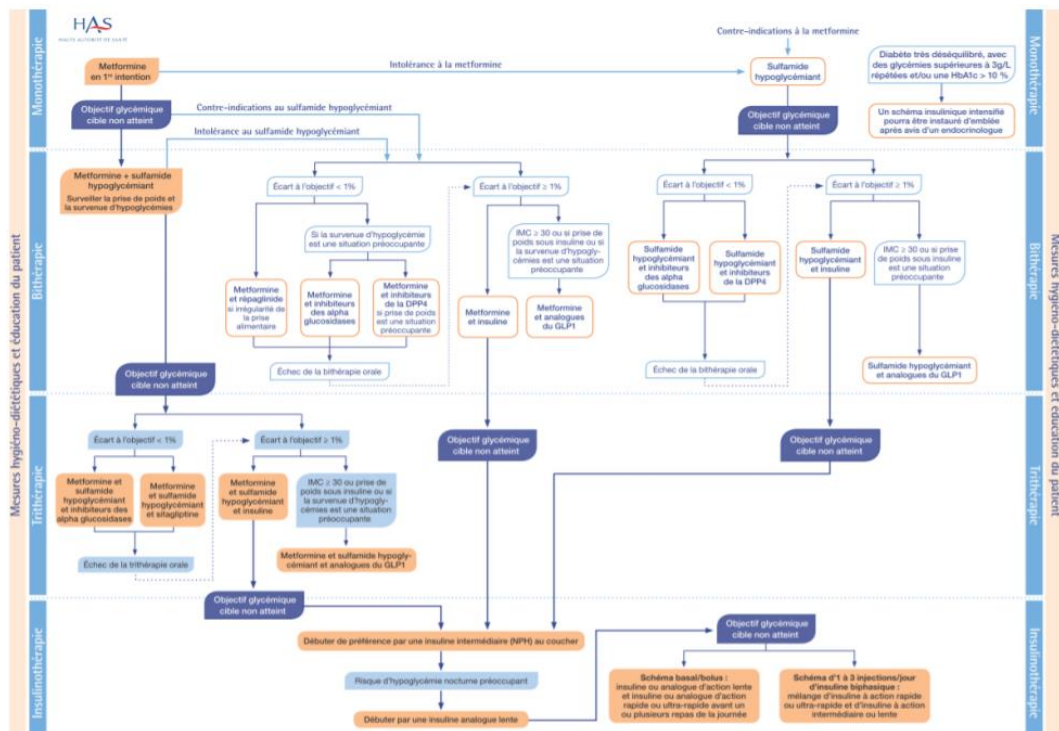 HAS
HAUTE AUTORITÉ DE SANTÉ
Mesures hygiéno-diététiques et éducation du patient
Mesures hygiéno-diététiques et éducation du patient
Monothérapie
Monothérapie
Contre-indications à la metformine
Metformine
en 1re intention
Intolérance à la metformine
Sulfamide
hypoglycémiant
Diabète très déséquilibré, avec
des glycémies supérieures à 3g/L
répétées et/ou une HbA1c > 10 %
Objectif glycémique
cible non atteint
Contre-indications au sulfamide hypoglycémiant
Intolérance au sulfamide hypoglycémiant
Objectif glycémique
cible non atteint
Un schéma insulinique intensifié
pourra être instauré d'emblée
après avis d'un endocrinologue
Bithérapie
Bithérapie
Metformine + sulfamide
hypoglycémiant
Surveiller la prise de poids et
la survenue d'hypoglycémies
Écart à l'objectif < 1%
Écart à l'objectif ≥ 1%
Écart à l'objectif < 1%
Écart à l'objectif ≥ 1%
Si la survenue d'hypoglycémie
est une situation préoccupante
IMC ≥ 30 ou si prise de
poids sous insuline ou si
la survenue d'hypogly-
cémies est une situation
préoccupante
Sulfamide
hypoglycémiant
et inhibiteurs
des alpha
glucosidases
Sulfamide
hypoglycémiant
et inhibiteurs
de la DPP4
Sulfamide
hypoglycémiant
et insuline
IMC ≥ 30 ou si prise
de poids sous insuline
est une situation
préoccupante
Metformine
et répaglinide
si irrégularité de
la prise
alimentaire
Metformine
et inhibiteurs
des alpha
glucosidases
Metformine
et inhibiteurs
de la DPP4
si prise de poids
est une situation
préoccupante
Metformine
et insuline
Metformine
et analogues
du GLP1
Échec de la bithérapie orale
Échec de la bithérapie orale
Sulfamide hypoglycémiant
et analogues du GLP1
Objectif glycémique
cible non atteint
Trithérapie
Trithérapie
Écart à l'objectif < 1%
Écart à l'objectif ≥ 1%
Objectif glycémique
cible non atteint
Objectif glycémique
cible non atteint
Metformine et
sulfamide
hypoglycémiant
et inhibiteurs des
alpha glucosidases
Metformine
et sulfamide
hypoglycémiant
et sitagliptine
Metformine
et sulfamide
hypoglycémiant
et insuline
IMC ≥ 30 ou prise de
poids sous insuline ou si
la survenue d'hypogly-
cémies est une situation
préoccupante
Échec de la trithérapie orale
Metformine et sulfamide hypogly-
cémiant et analogues du GLP1
Objectif glycémique
cible non atteint
Insulinothérapie
Insulinothérapie
Débuter de préférence par une insuline intermédiaire (NPH) au coucher
Objectif glycémique
cible non atteint
Risque d'hypoglycémie nocturne préoccupant
Débuter par une insuline analogue lente
Schéma basal/bolus :
insuline ou analogue d'action lente
et insuline ou analogue d'action
rapide ou ultra-rapide avant un
ou plusieurs repas de la journée
Schéma d'1 à 3 injections/jour
d'insuline biphasique :
mélange d'insuline à action rapide
ou ultra-rapide et d'insuline à action
intermédiaire ou lente